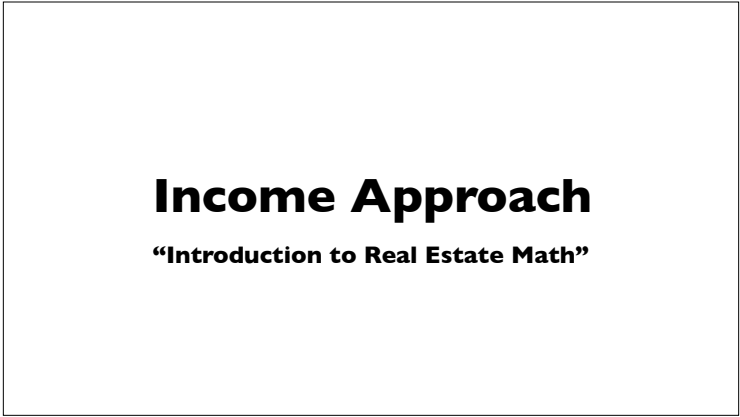 Income Approach
“Introduction to Real Estate Math”